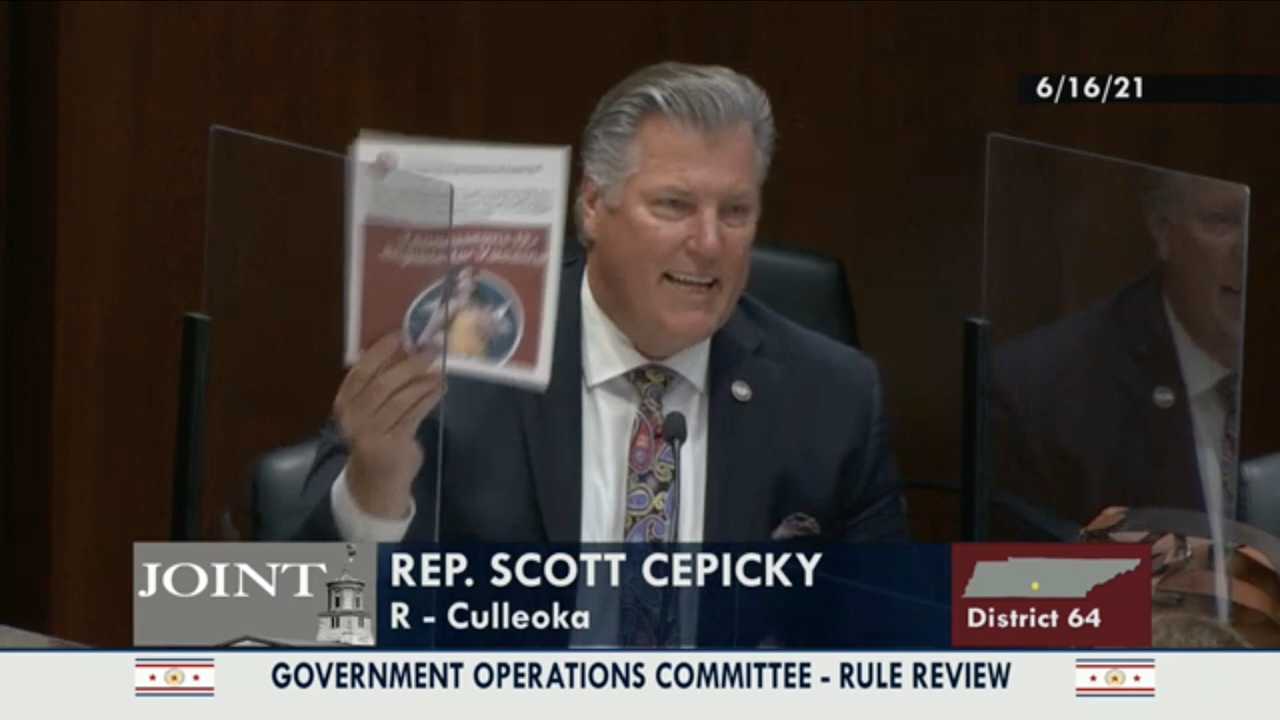 6/16/21
JOINT
REP. SCOTT CEPICKY
R - Culleoka
District 64
GOVERNMENT OPERATIONS COMMITTEE - RULE REVIEW